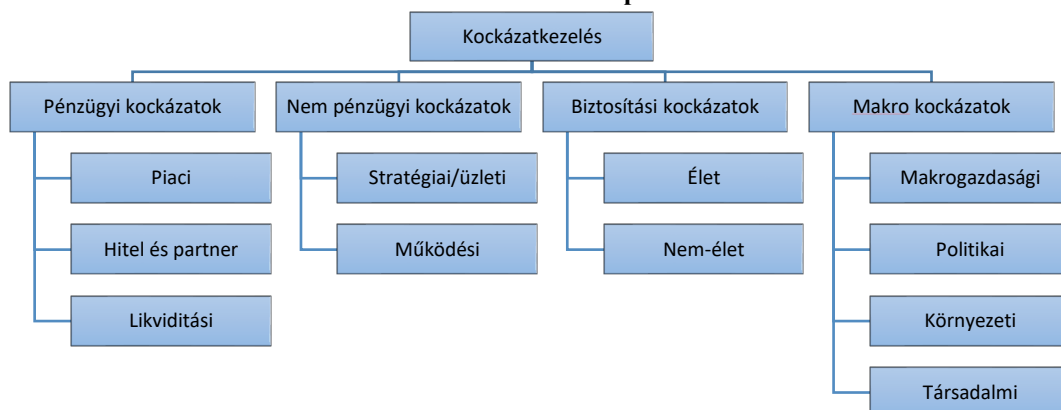 Kockázatkezelés
Pénzügyi kockázatok
Nem pénzügyi kockázatok
Biztosítási kockázatok
Makro kockázatok
Piaci
Stratégiai/üzleti
Élet
Makrogazdasági
Hitel és partner
Működési
Nem-élet
Politikai
Likviditási
Környezeti
Társadalmi